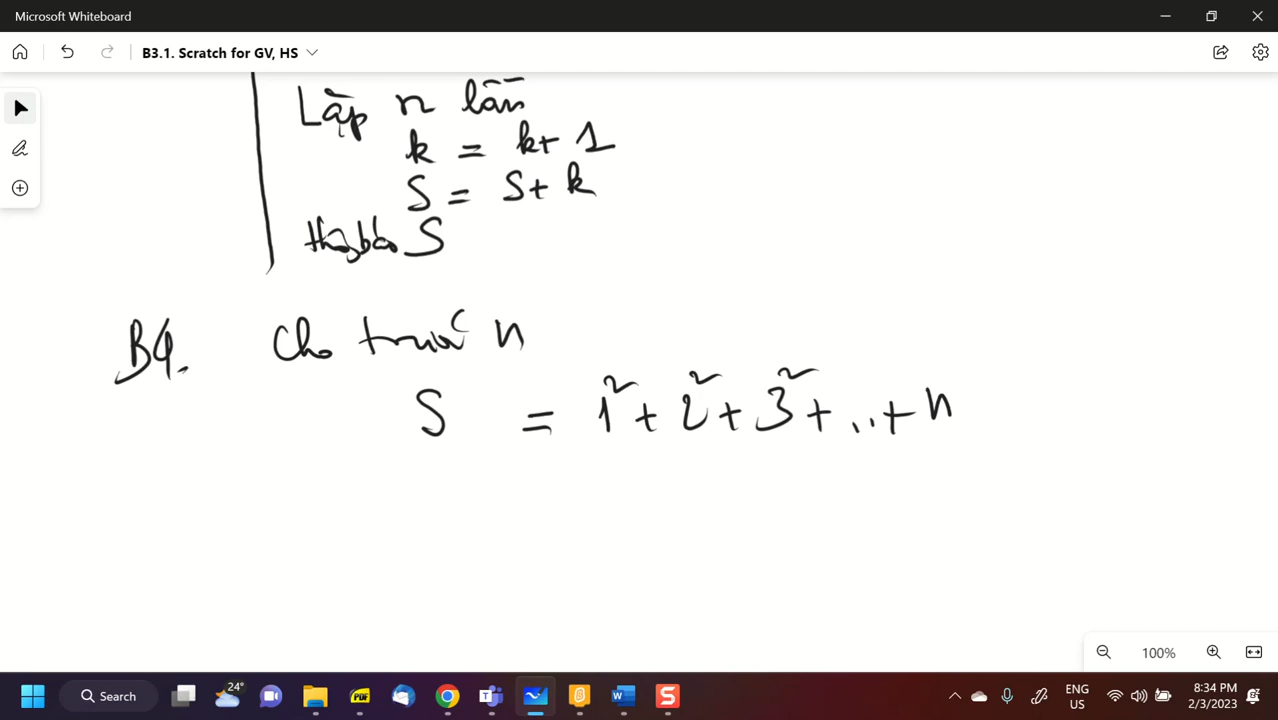 Microsoft Whiteboard
B3.1. Scratch for GV, HS
Lặp n lần
k = k+ 1
S = S+ k
Thông báo S
B4. Cho trước n
S = 1² + 2² + 3² + ..+ n
100%
24°
Search
PDF
ENG
US
8:34 PM
2/3/2023